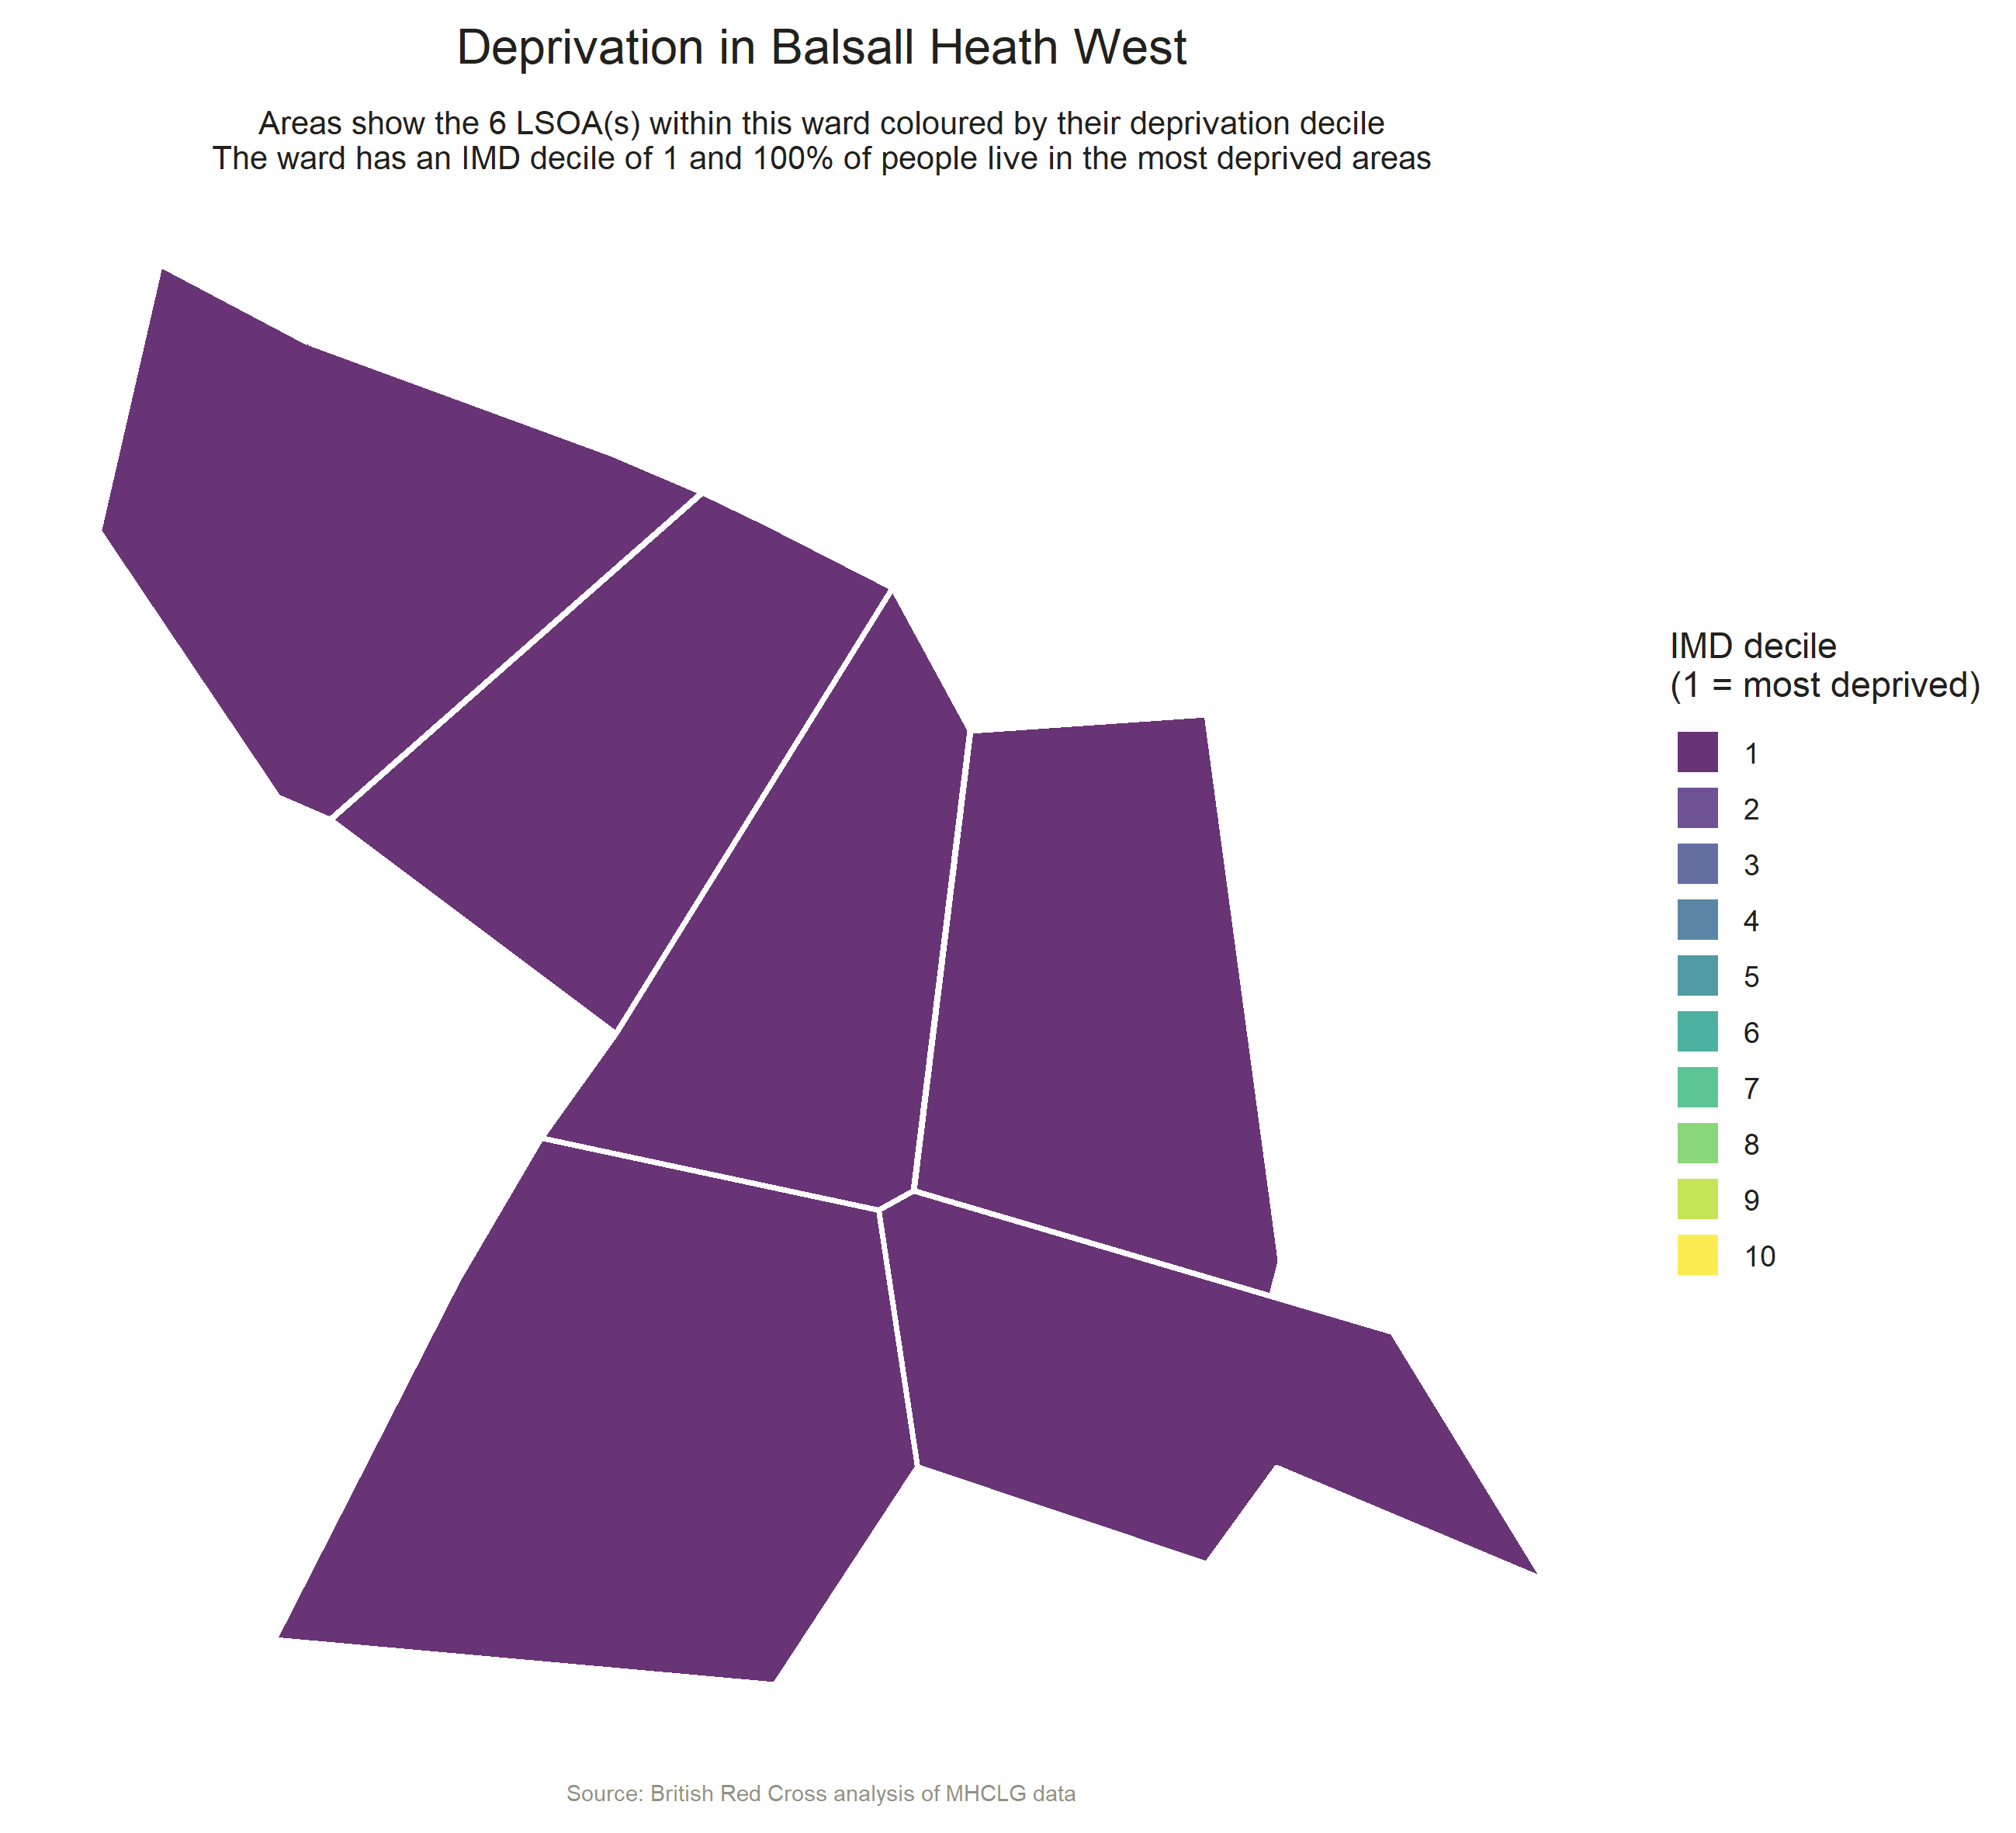 Deprivation in Balsall Heath West
Areas show the 6 LSOA(s) within this ward coloured by their deprivation decile
The ward has an IMD decile of 1 and 100% of people live in the most deprived areas
IMD decile
(1 = most deprived)
1
2
3
4
5
6
7
8
9
10
Source: British Red Cross analysis of MHCLG data